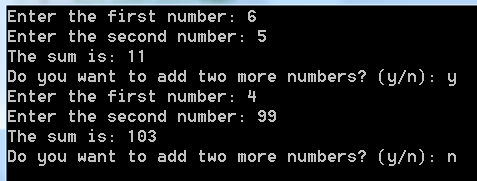 Enter the first number: 6
Enter the second number: 5
The sum is: 11
Do you want to add two more numbers? (y/n): y
Enter the first number: 4
Enter the second number: 99
The sum is: 103
Do you want to add two more numbers? (y/n): n